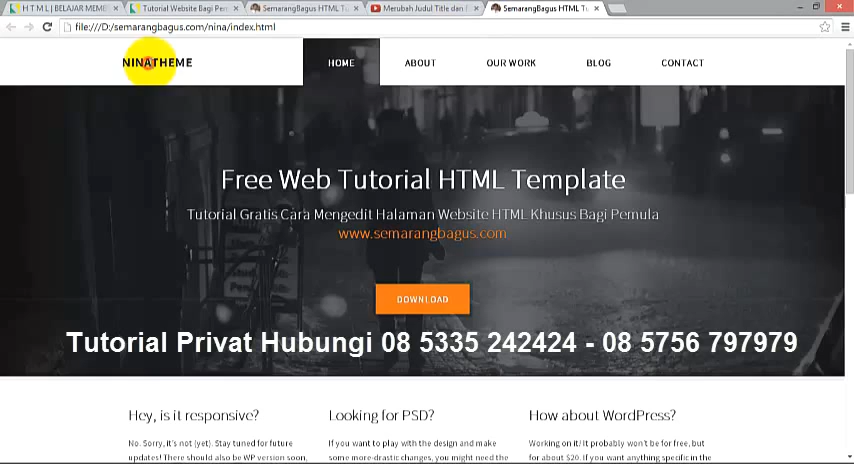 H T M L | BELAJAR MEMB
Tutorial Website Bagi Pem
SemarangBagus HTML Tu
Merubah Judul Title dan
SemarangBagus HTML Tu
file:///D:/semarangbagus.com/nina/index.html
NINATHEME
HOME
ABOUT
OUR WORK
BLOG
CONTACT
Free Web Tutorial HTML Template
Tutorial Gratis Cara Mengedit Halaman Website HTML Khusus Bagi Pemula
www.semarangbagus.com
DOWNLOAD
Tutorial Privat Hubungi 08 5335 242424 - 08 5756 797979
Hey, is it responsive?
No. Sorry, it's not (yet). Stay tuned for future
updates! There should also be WP version soon,
Looking for PSD?
If you want to play with the design and make
some more-drastic changes, you might need the
How about WordPress?
Working on it! It probably won't be for free, but
for about $20. If you want anything specific in the